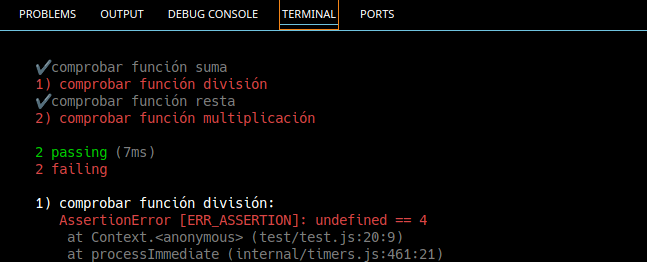 PROBLEMS OUTPUT DEBUG CONSOLE TERMINAL PORTS
✔comprobar función suma
1) comprobar función división
✔comprobar función resta
2) comprobar función multiplicación
2 passing (7ms)
2 failing
1) comprobar función división:
AssertionError [ERR_ASSERTION]: undefined == 4
at Context.<anonymous> (test/test.js:20:9)
at processImmediate (internal/timers.js:461:21)